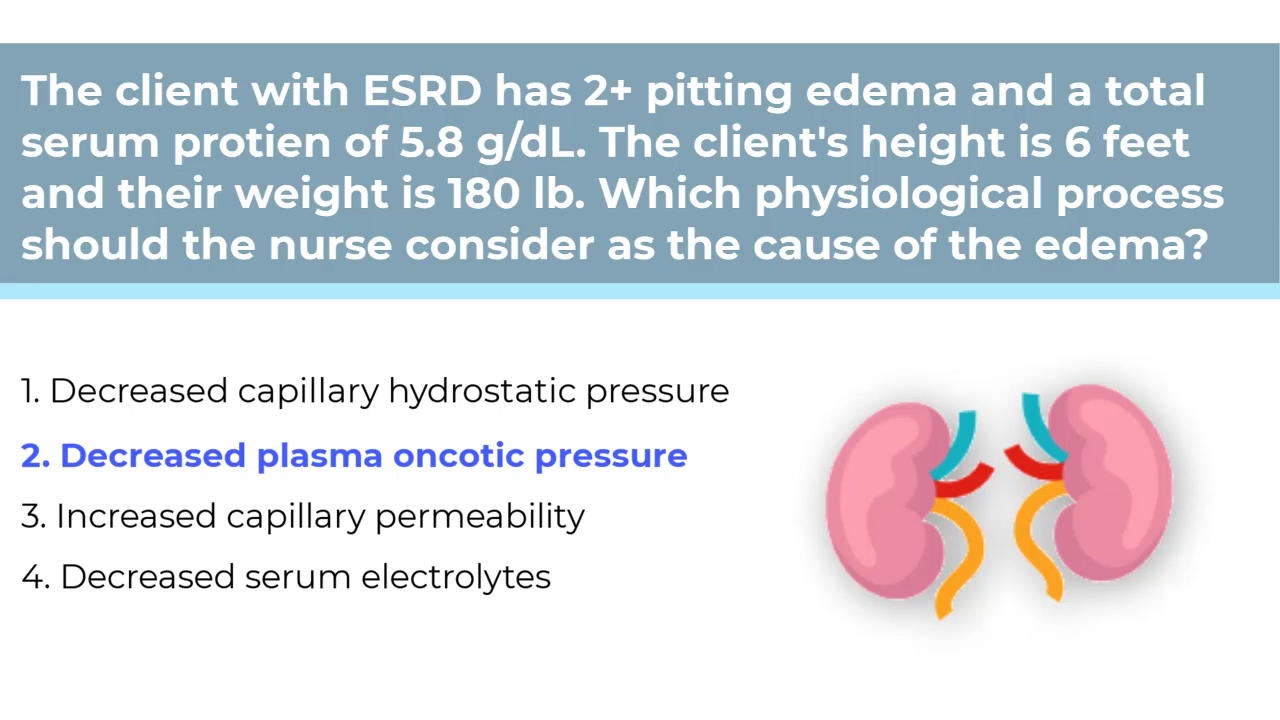 The client with ESRD has 2+ pitting edema and a total
serum protien of 5.8 g/dL. The client's height is 6 feet
and their weight is 180 lb. Which physiological process
should the nurse consider as the cause of the edema?
1. Decreased capillary hydrostatic pressure
2. Decreased plasma oncotic pressure
3. Increased capillary permeability
4. Decreased serum electrolytes